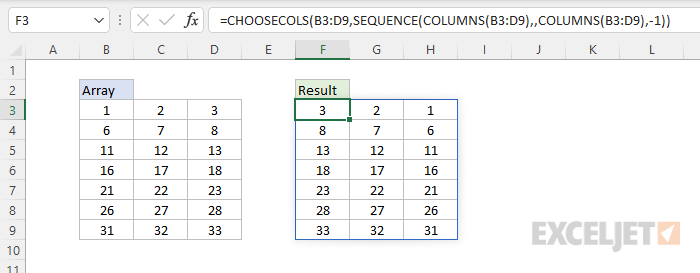 F3 fx =CHOOSECOLS(B3:D9,SEQUENCE(COLUMNS(B3:D9),,COLUMNS(B3:D9),-1))
A B C D E F G H I J K L
1
2 Array Result
3 1 2 3 3 2 1
4 6 7 8 8 7 6
5 11 12 13 13 12 11
6 16 17 18 18 17 16
7 21 22 23 23 22 21
8 26 27 28 28 27 26
9 31 32 33 33 32 31
EXCELJET
10
11